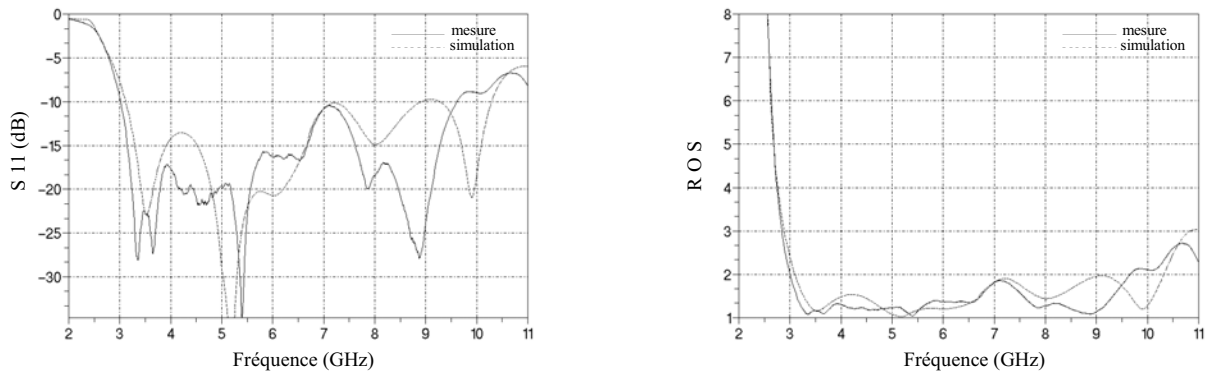 0
−5
−10
−15
−20
−25
−30
S 11 (dB)
mesure
simulation
2 3 4 5 6 7 8 9 10 11
Fréquence (GHz)
8
7
6
5
4
3
2
1
R O S
mesure
simulation
2 3 4 5 6 7 8 9 10 11
Fréquence (GHz)